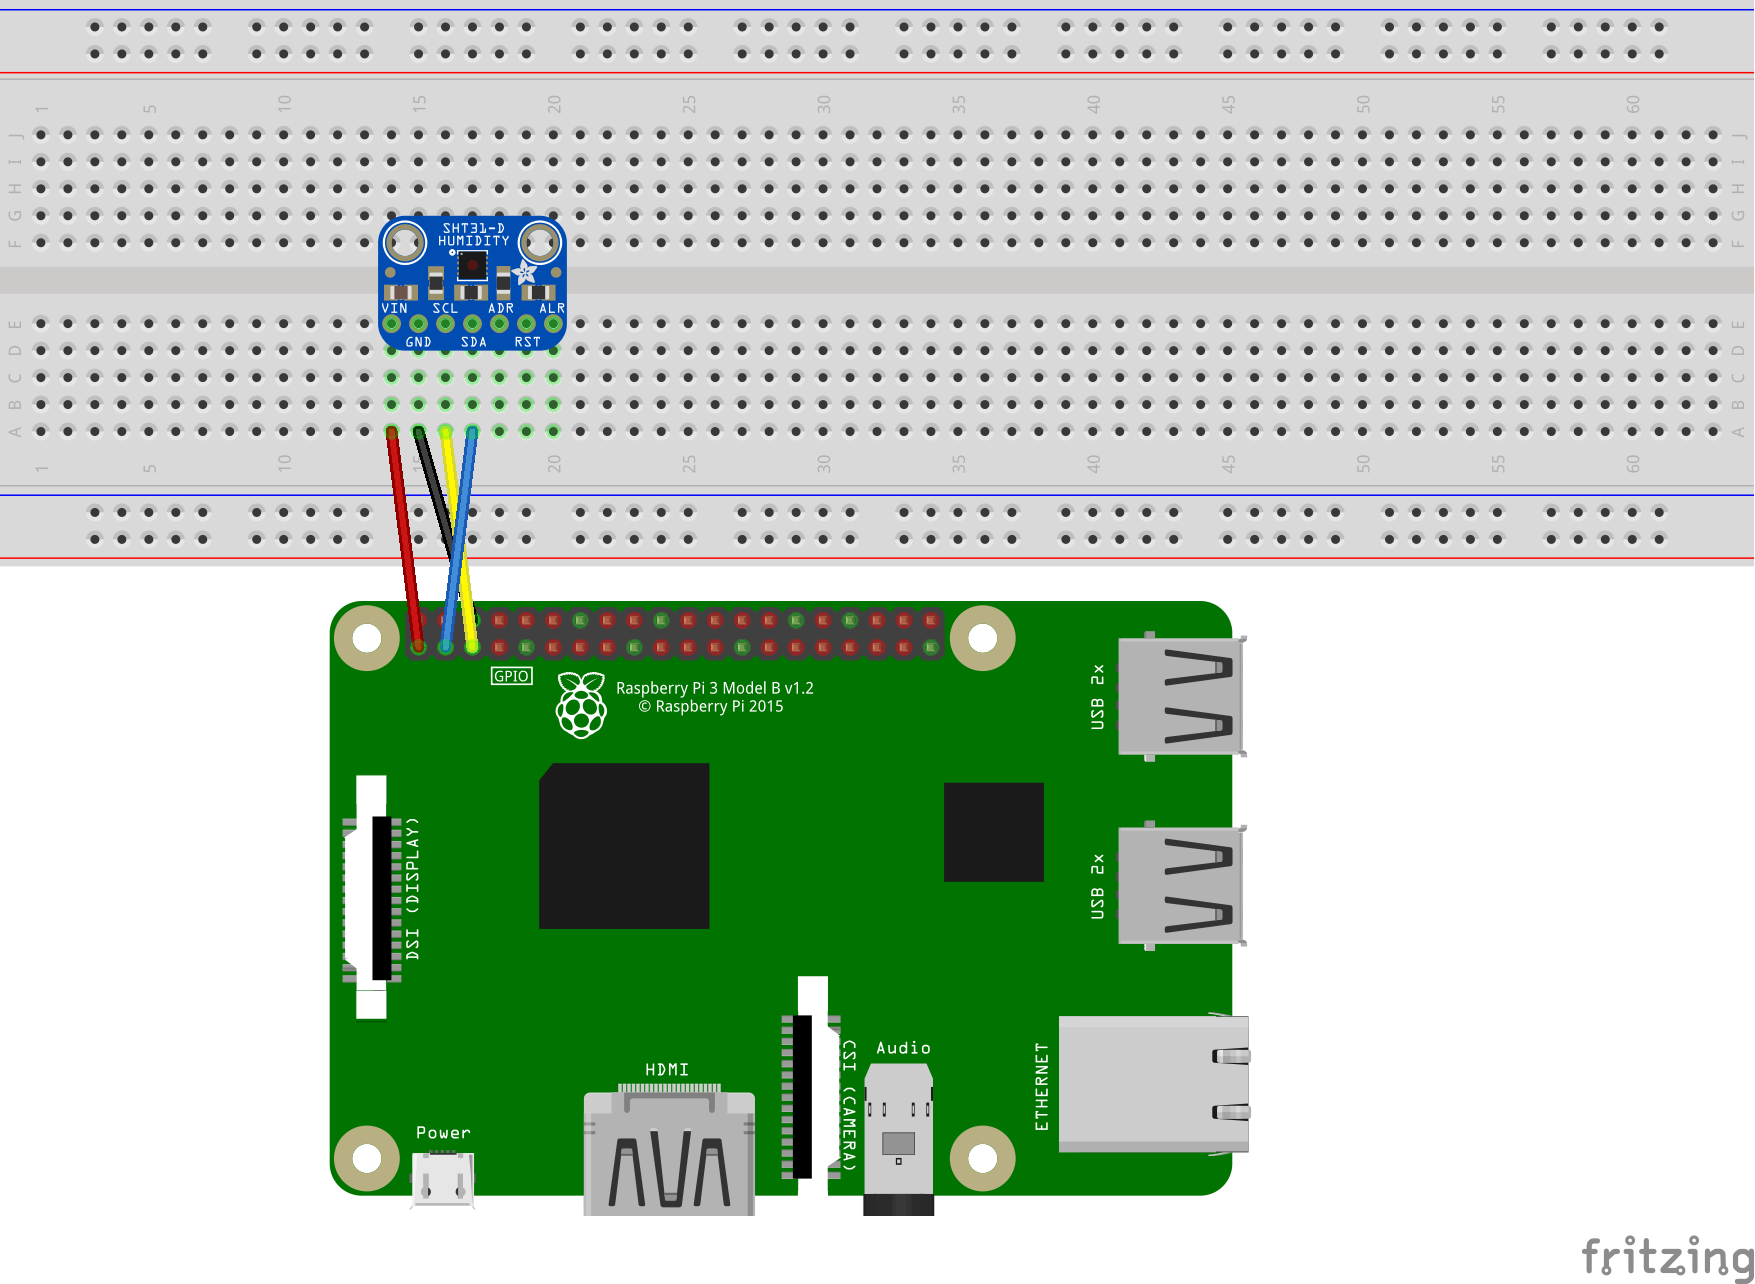 1 5 10 15 20 25 30 35 40 45 50 55 60
J J
I I
H H
G G
F F
SHT31-D
HUMIDITY
VIN SCL ADR ALR
GND SDA RST
E E
D D
C C
B B
A A
1 5 10 15 20 25 30 35 40 45 50 55 60
GPIO
Raspberry Pi 3 Model B v1.2
© Raspberry Pi 2015
USB 2x
USB 2x
DSI (DISPLAY)
HDMI
CSI (CAMERA)
Audio
ETHERNET
Power
fritzing